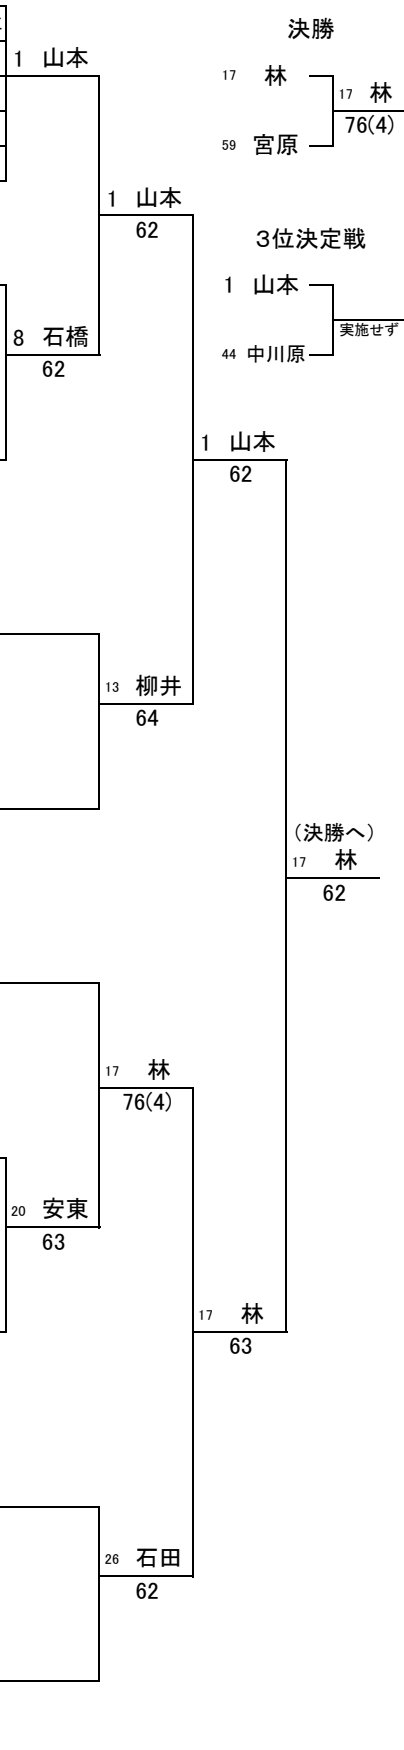 決勝
1 山本
17 林
17 林
76(4)
59 宮原
1 山本
62
3位決定戦
1 山本
実施せず
44 中川原
8 石橋
62
1 山本
62
13 柳井
64
(決勝へ)
17 林
62
17 林
76(4)
20 安東
63
17 林
63
26 石田
62